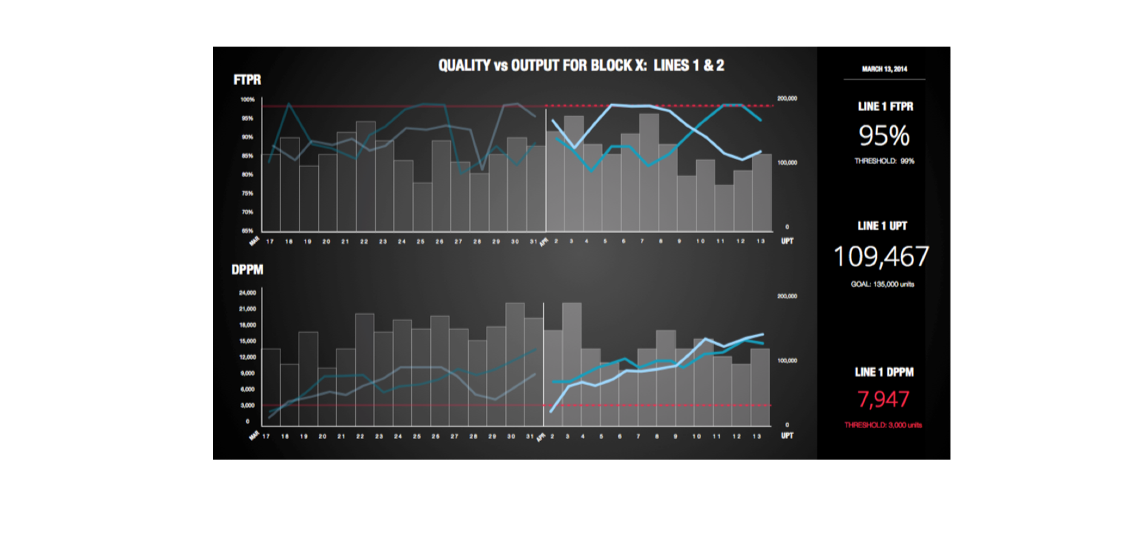 QUALITY vs OUTPUT FOR BLOCK X: LINES 1 & 2
FTPR
100%
95%
90%
85%
80%
75%
70%
65%
200,000
100,000
0
MAR 17 18 19 20 21 22 23 24 25 26 27 28 29 30 31 APR 2 3 4 5 6 7 8 9 10 11 12 13 UPT
DPPM
24,000
21,000
18,000
15,000
12,000
9,000
6,000
3,000
0
200,000
100,000
0
MAR 17 18 19 20 21 22 23 24 25 26 27 28 29 30 31 APR 2 3 4 5 6 7 8 9 10 11 12 13 UPT
MARCH 13, 2014
LINE 1 FTPR
95%
THRESHOLD: 99%
LINE 1 UPT
109,467
GOAL: 135,000 units
LINE 1 DPPM
7,947
THRESHOLD: 3,000 units